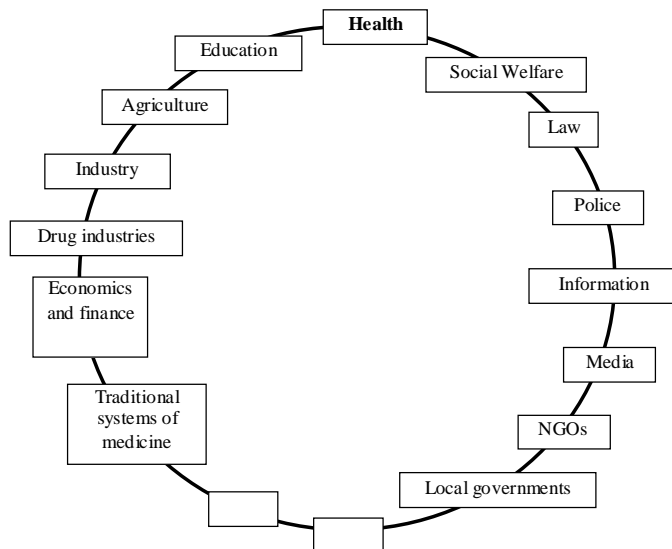 Health
Education
Social Welfare
Agriculture
Law
Industry
Police
Drug industries
Information
Economics
and finance
Media
Traditional
systems of
medicine
NGOs
Local governments